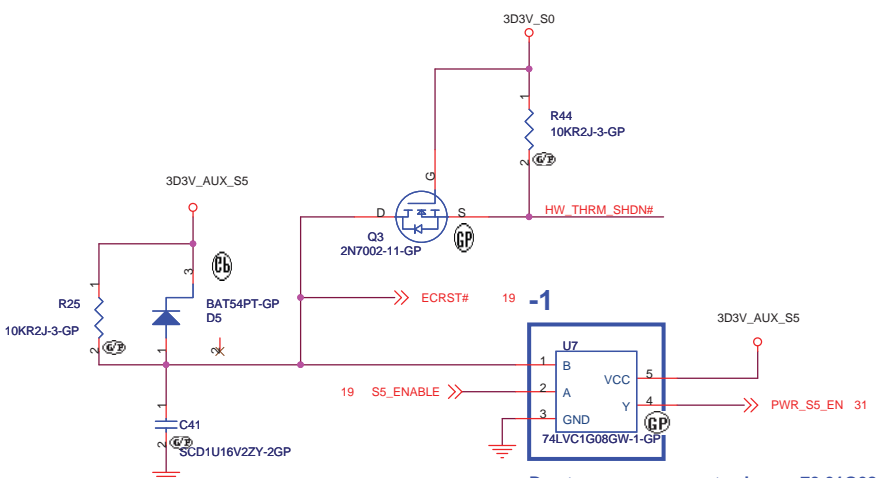 3D3V_S0
1
R44
10KR2J-3-GP
2
G/P
G
3D3V_AUX_S5
D
S
HW_THRM_SHDN#
Q3
2N7002-11-GP
GP
3
1
R25
10KR2J-3-GP
2
G/P
BAT54PT-GP
D5
1
2
ECRST# 19
-1
3D3V_AUX_S5
U7
1
B
VCC
5
19 S5_ENABLE
2
A
Y
4
PWR_S5_EN 31
3
GND
GP
74LVC1G08GW-1-GP
1
C41
2
G/P
SCD1U16V2ZY-2GP